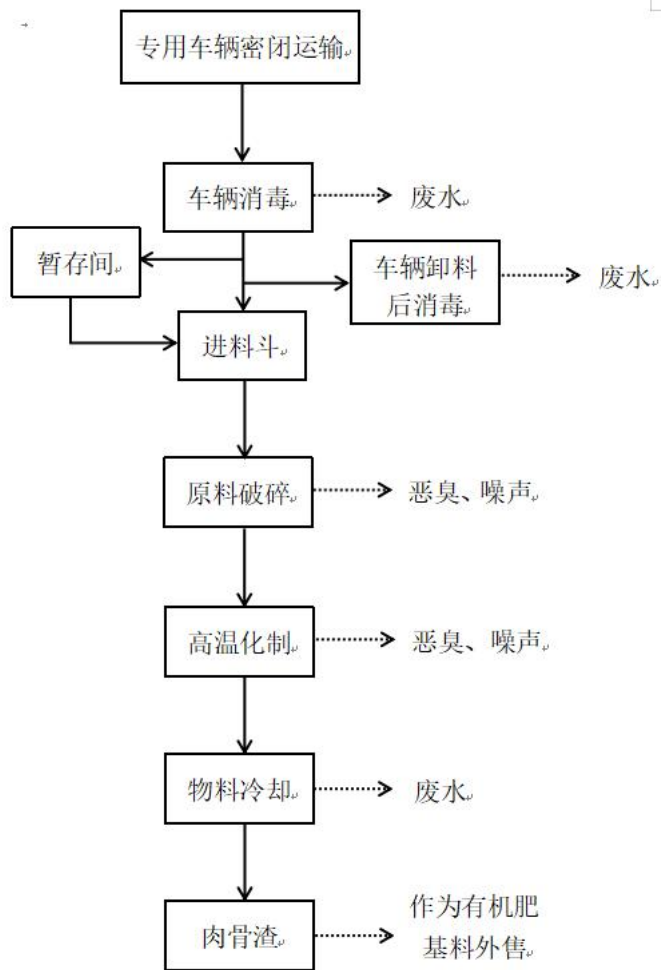 专用车辆密闭运输
车辆消毒
废水
暂存间
车辆卸料
后消毒
废水
进料斗
原料破碎
恶臭、噪声
高温化制
恶臭、噪声
物料冷却
废水
肉骨渣
作为有机肥
基料外售